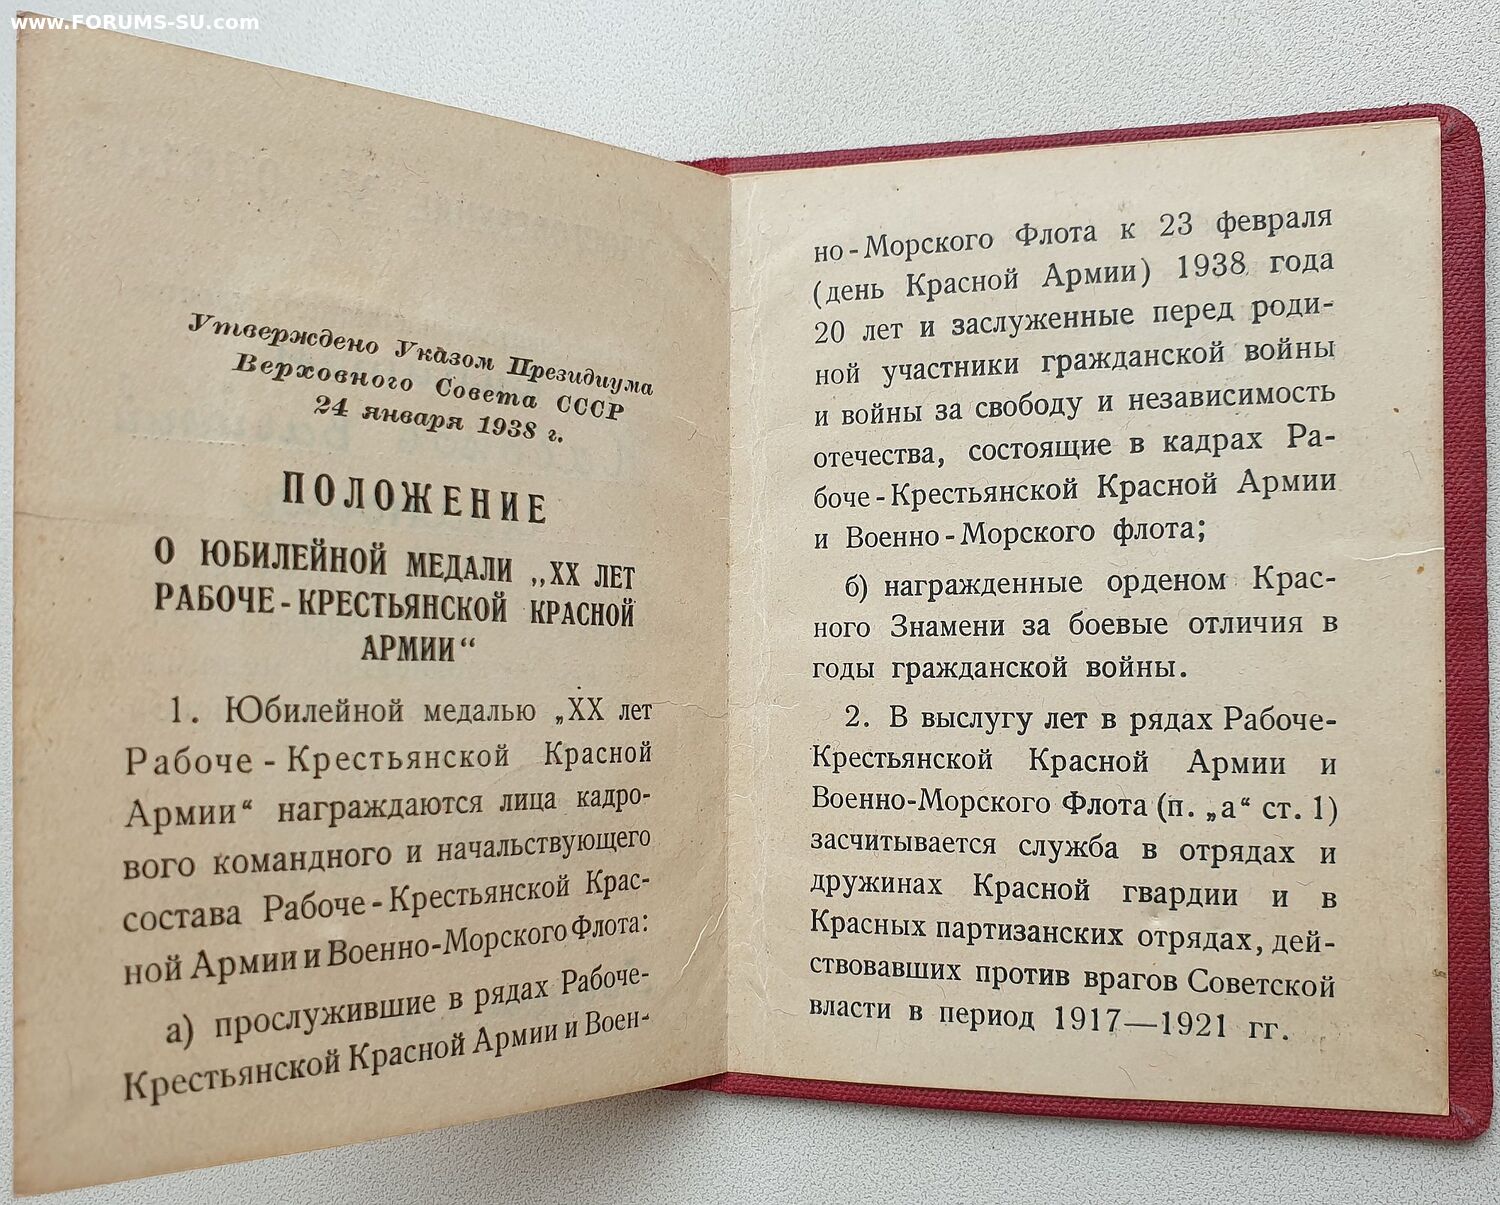 www.FORUMS-SU.com
Утверждено Указом Президиума
Верховного Совета СССР
24 января 1938 г.
ПОЛОЖЕНИЕ
О ЮБИЛЕЙНОЙ МЕДАЛИ „XX ЛЕТ
РАБОЧЕ-КРЕСТЬЯНСКОЙ КРАСНОЙ
АРМИИ“
1. Юбилейной медалью „XX лет
Рабоче-Крестьянской Красной
Армии“ награждаются лица кадро-
вого командного и начальствующего
состава Рабоче-Крестьянской Крас-
ной Армии и Военно-Морского Флота:
а) прослужившие в рядах Рабоче-
Крестьянской Красной Армии и Воен-
но-Морского Флота к 23 февраля
(день Красной Армии) 1938 года
20 лет и заслуженные перед роди-
ной участники гражданской войны
и войны за свободу и независимость
отечества, состоящие в кадрах Ра-
боче-Крестьянской Красной Армии
и Военно-Морского флота;
б) награжденные орденом Крас-
ного Знамени за боевые отличия в
годы гражданской войны.
2. В выслугу лет в рядах Рабоче-
Крестьянской Красной Армии и
Военно-Морского Флота (п. „а“ ст. 1)
засчитывается служба в отрядах и
дружинах Красной гвардии и в
Красных партизанских отрядах, дей-
ствовавших против врагов Советской
власти в период 1917—1921 гг.